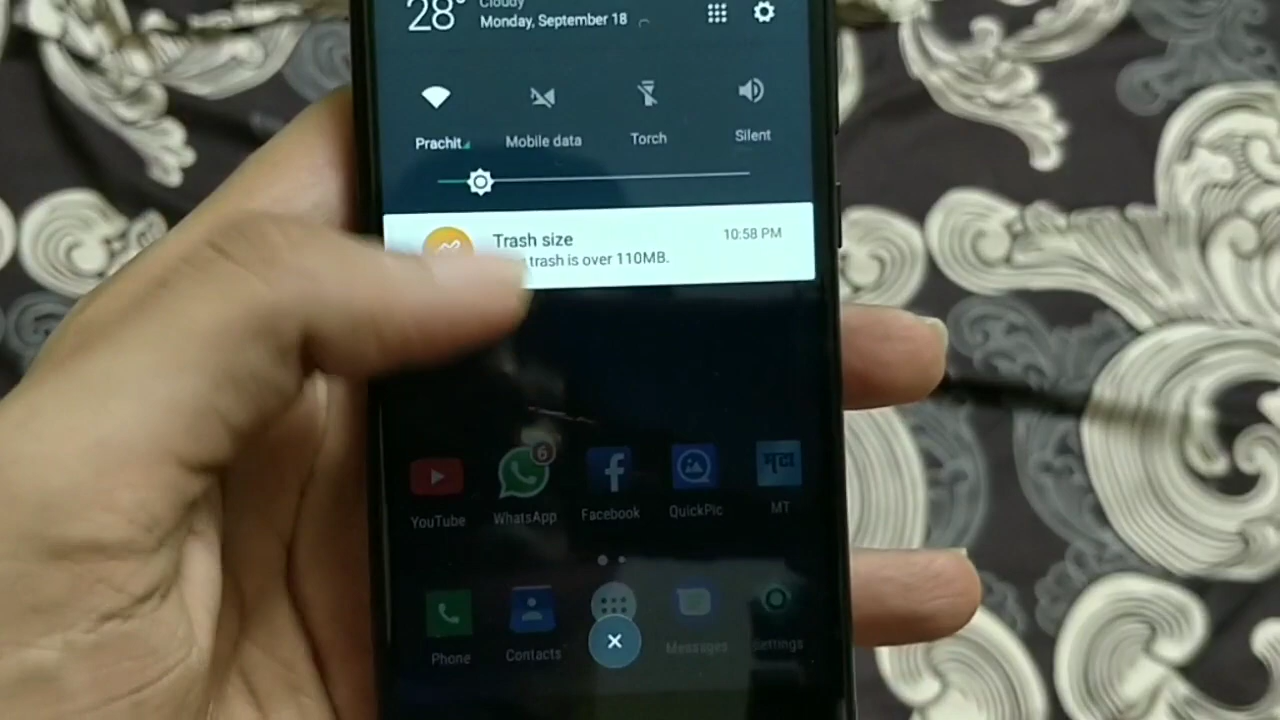 28°
Cloudy
Monday, September 18
Prachit
Mobile data
Torch
Silent
Trash size
10:58 PM
trash is over 110MB.
6
मटा
YouTube
WhatsApp
Facebook
QuickPic
MT
Phone
Contacts
Messages
Settings